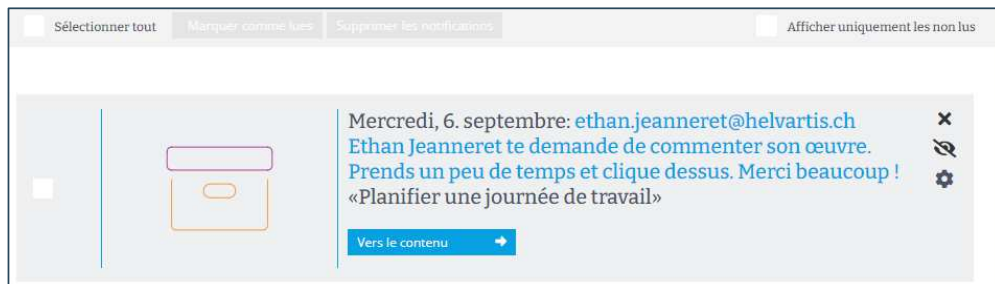 Sélectionner tout Marquer comme lues Supprimer les notifications Afficher uniquement les non lus
Mercredi, 6. septembre: ethan.jeanneret@helvartis.ch
Ethan Jeanneret te demande de commenter son œuvre.
Prends un peu de temps et clique dessus. Merci beaucoup !
«Planifier une journée de travail»
Vers le contenu